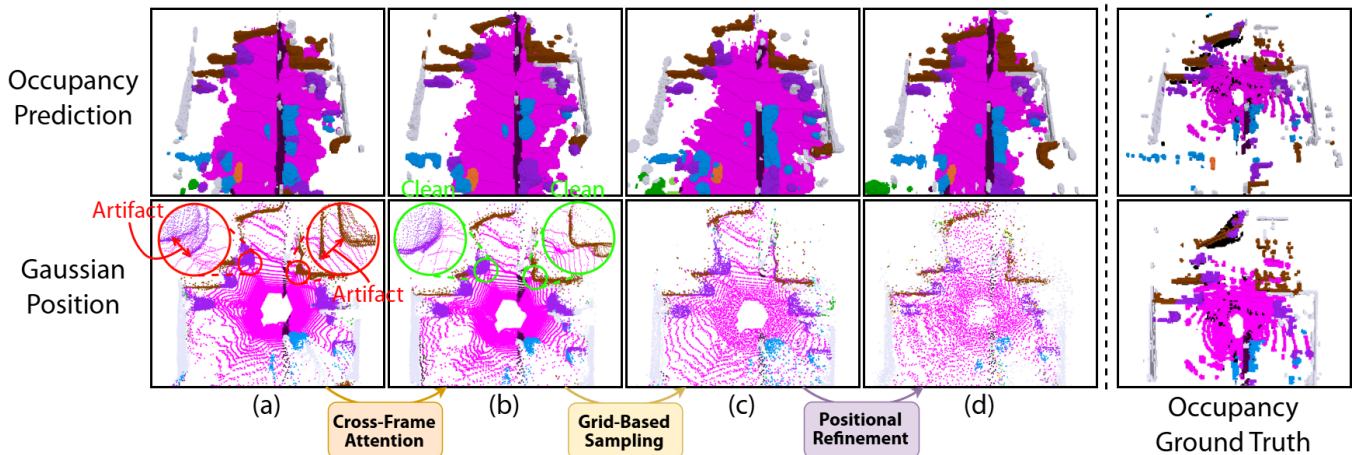 Occupancy
Prediction
Clean
Clean
Artifact
Artifact
Gaussian
Position
(a)
(b)
(c)
(d)
Cross-Frame
Attention
Grid-Based
Sampling
Positional
Refinement
Occupancy
Ground Truth